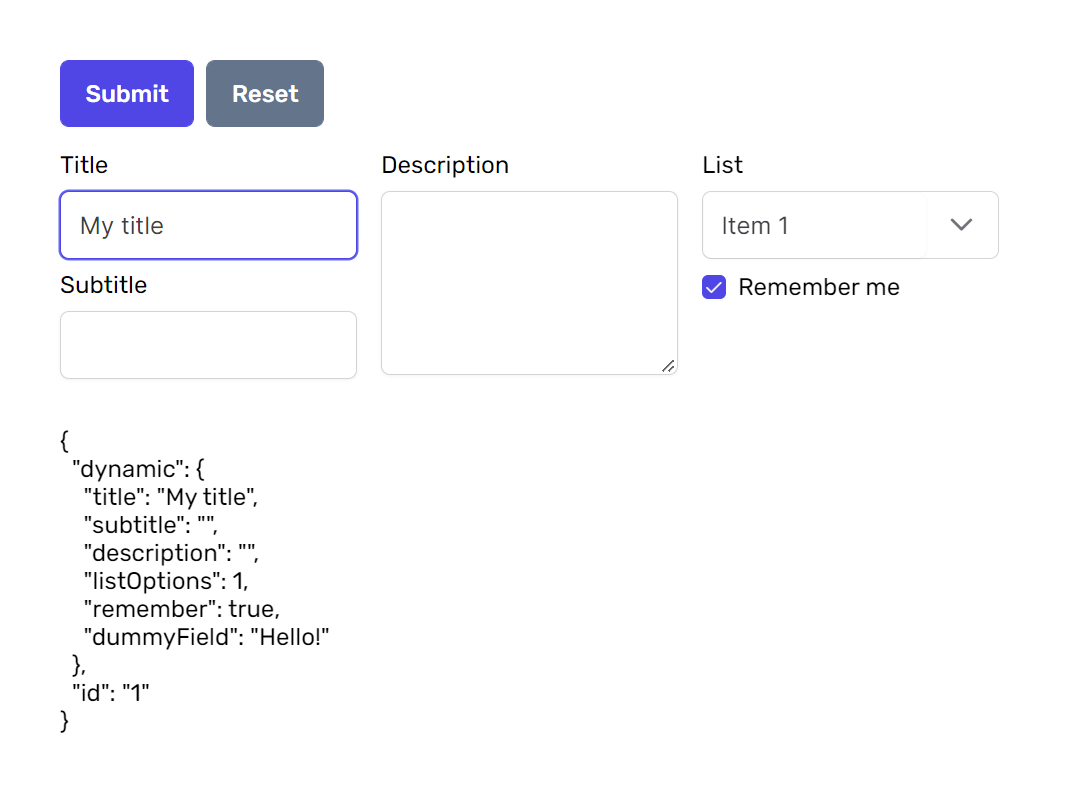 Submit Reset
Title Description List
My title Item 1
Subtitle Remember me
{
"dynamic": {
"title": "My title",
"subtitle": "",
"description": "",
"listOptions": 1,
"remember": true,
"dummyField": "Hello!"
},
"id": "1"
}